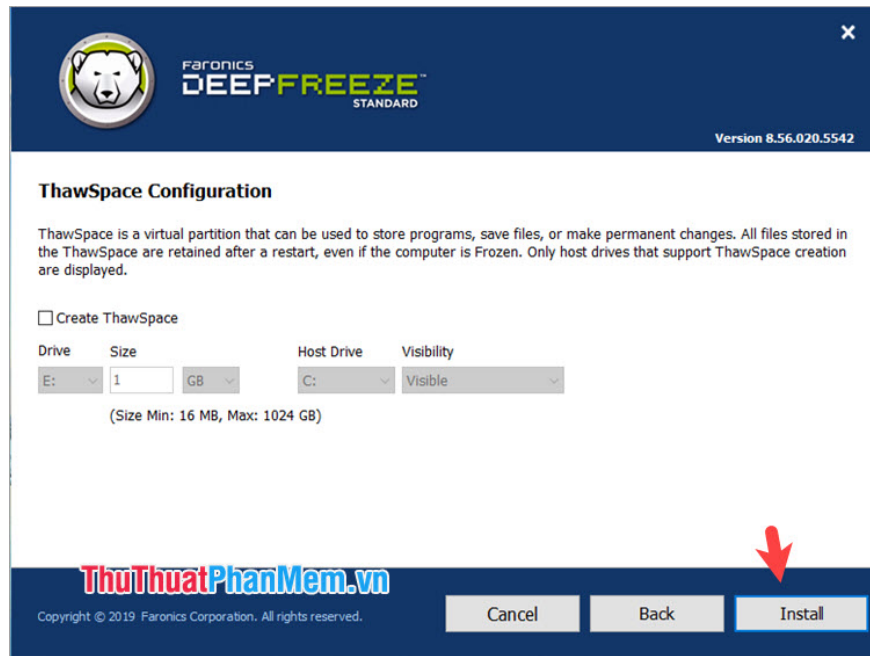 Faronics
DEEPFREEZE™
STANDARD
Version 8.56.020.5542
ThawSpace Configuration
ThawSpace is a virtual partition that can be used to store programs, save files, or make permanent changes. All files stored in
the ThawSpace are retained after a restart, even if the computer is Frozen. Only host drives that support ThawSpace creation
are displayed.
Create ThawSpace
Drive Size Host Drive Visibility
E: 1 GB C: Visible
(Size Min: 16 MB, Max: 1024 GB)
ThuThuatPhanMem.vn
Copyright © 2019 Faronics Corporation. All rights reserved.
Cancel Back Install